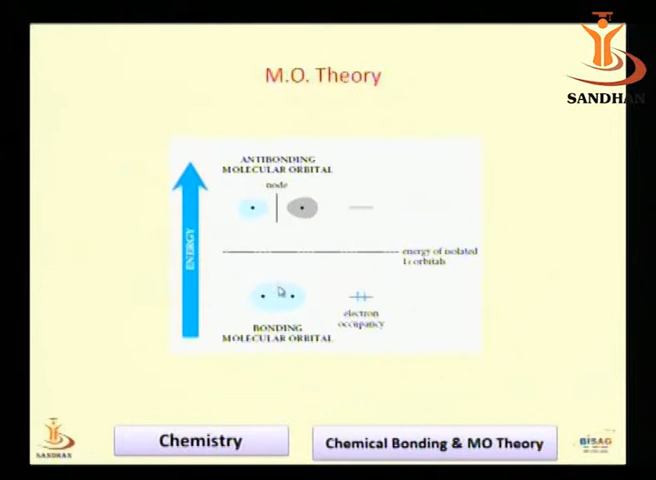 SANDHAN
M.O. Theory
ANTIBONDING
MOLECULAR ORBITAL
node
ENERGY
energy of isolated
1s orbitals
electron
occupancy
BONDING
MOLECULAR ORBITAL
SANDHAN
Chemistry
Chemical Bonding & MO Theory
BISAG